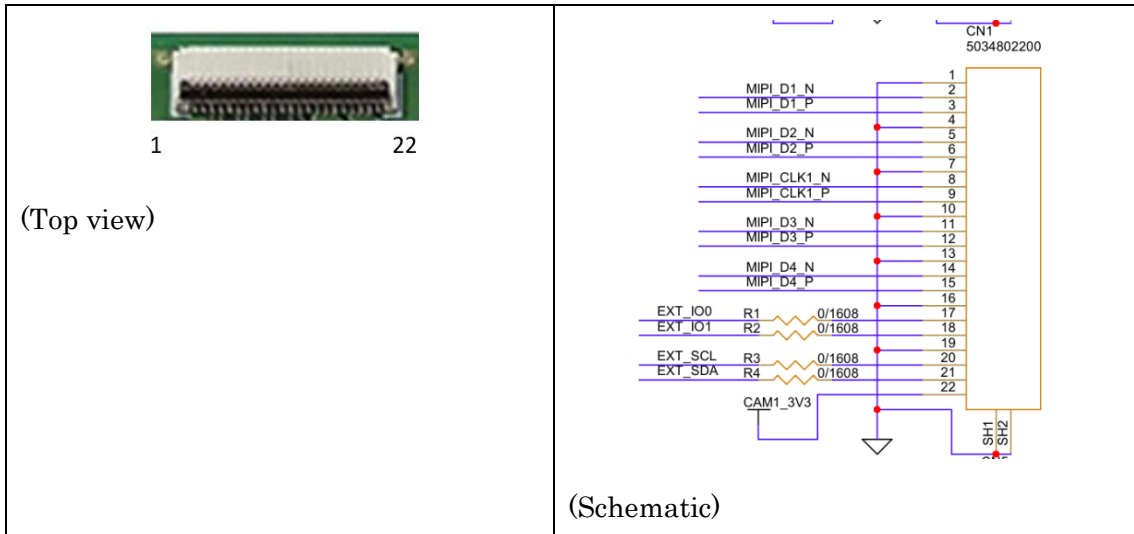 1 22
(Top view)
CN1
5034802200
1
MIPI_D1_N 2
MIPI_D1_P 3
4
MIPI_D2_N 5
MIPI_D2_P 6
7
MIPI_CLK1_N 8
MIPI_CLK1_P 9
10
MIPI_D3_N 11
MIPI_D3_P 12
13
MIPI_D4_N 14
MIPI_D4_P 15
16
EXT_IO0 R1 0/1608 17
EXT_IO1 R2 0/1608 18
19
EXT_SCL R3 0/1608 20
EXT_SDA R4 0/1608 21
22
CAM1_3V3
SH1
SH2
(Schematic)